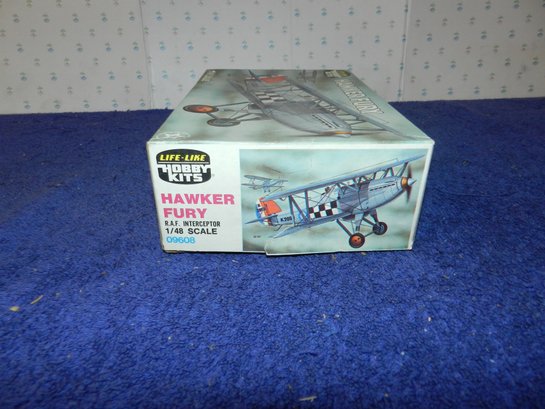 LIFE-LIKE
HOBBY
KITS
HAWKER
FURY
R.A.F. INTERCEPTOR
1/48 SCALE
09608